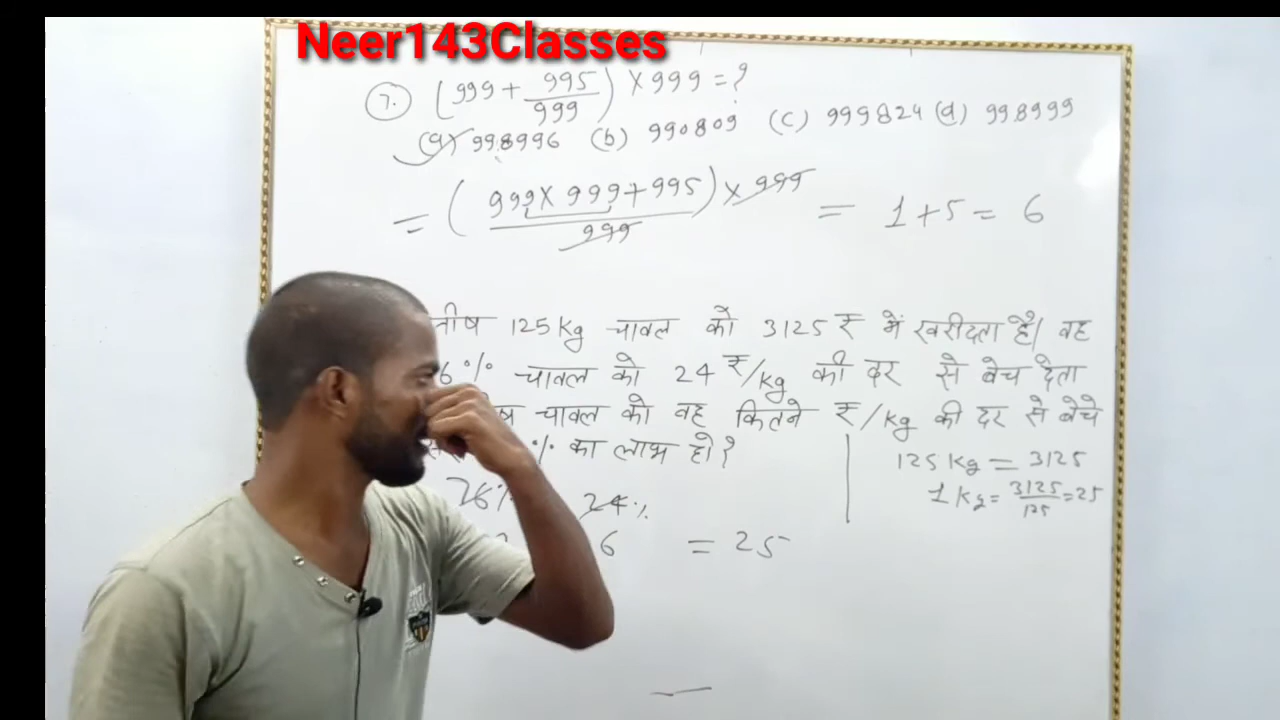 Neer143Classes
7. (999 + 995/999) × 999 = ?
(a) 998996 (b) 990809 (c) 999824 (d) 998999
= (999 × 999 + 995 / 999) × 999 = 1 + 5 = 6
125 Kg चावल को 3125 ₹ में खरीदता है। वह
6% चावल को 24 ₹/Kg की दर से बेच देता
चावल को वह कितने ₹/Kg की दर से बेचे
% का लाभ हो?
125 Kg = 3125
1 Kg = 3125/125 = 25
76% 24%
6 = 25